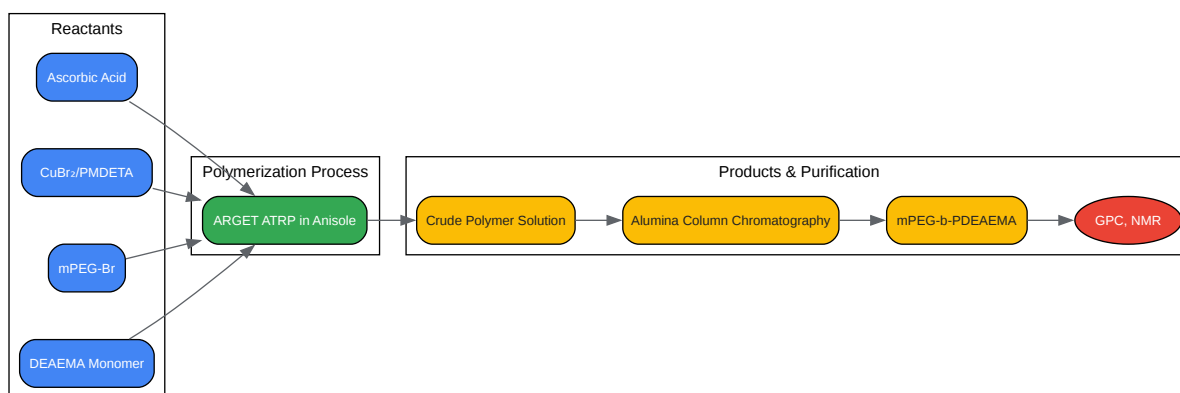 Reactants
Ascorbic Acid
CuBr₂/PMDETA
mPEG-Br
DEAEMA Monomer
Polymerization Process
ARGET ATRP in Anisole
Products & Purification
Crude Polymer Solution
Alumina Column Chromatography
mPEG-b-PDEAEMA
GPC, NMR